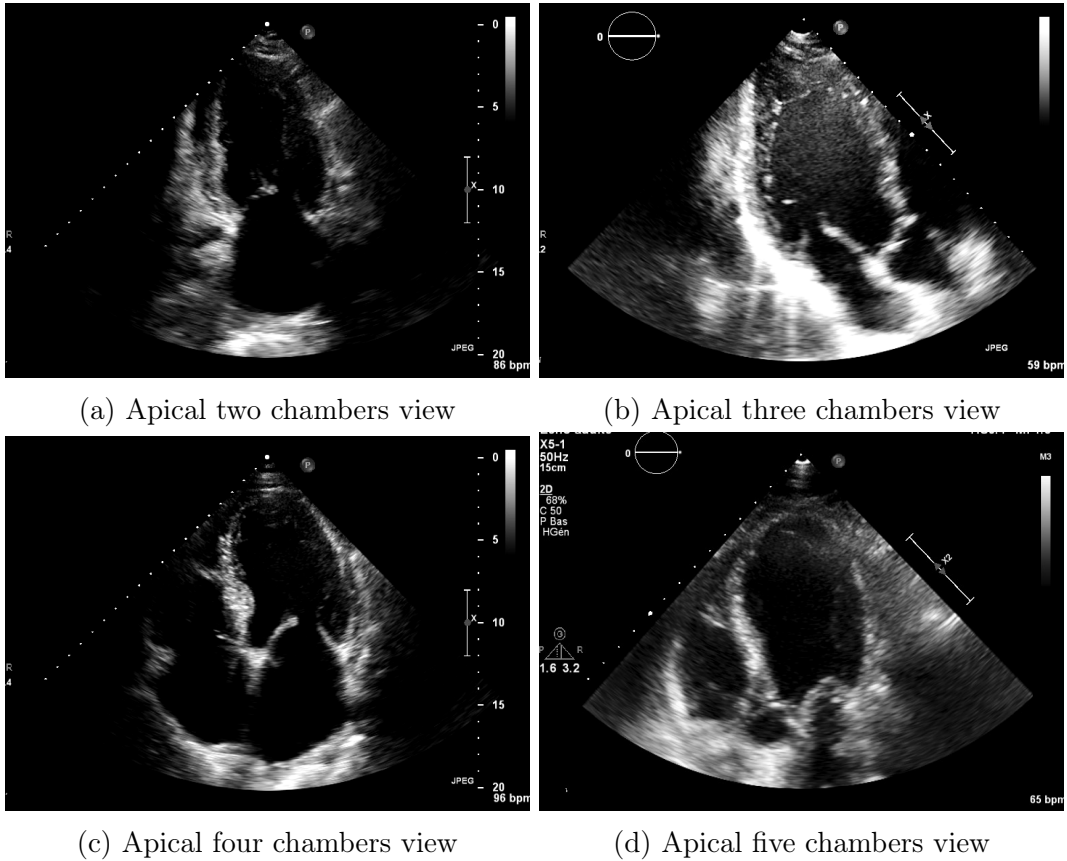 0
P
5
10
X
15
R
.4
JPEG
20
86 bpm
(a) Apical two chambers view
0
P
X
R
.2
JPEG
59 bpm
(b) Apical three chambers view
0
P
5
10
X
15
R
.4
JPEG
20
96 bpm
(c) Apical four chambers view
X5-1
50Hz
15cm
0
P
M3
2D
68%
C 50
P Bas
HGén
X2
G
P R
1.6 3.2
65 bpm
(d) Apical five chambers view